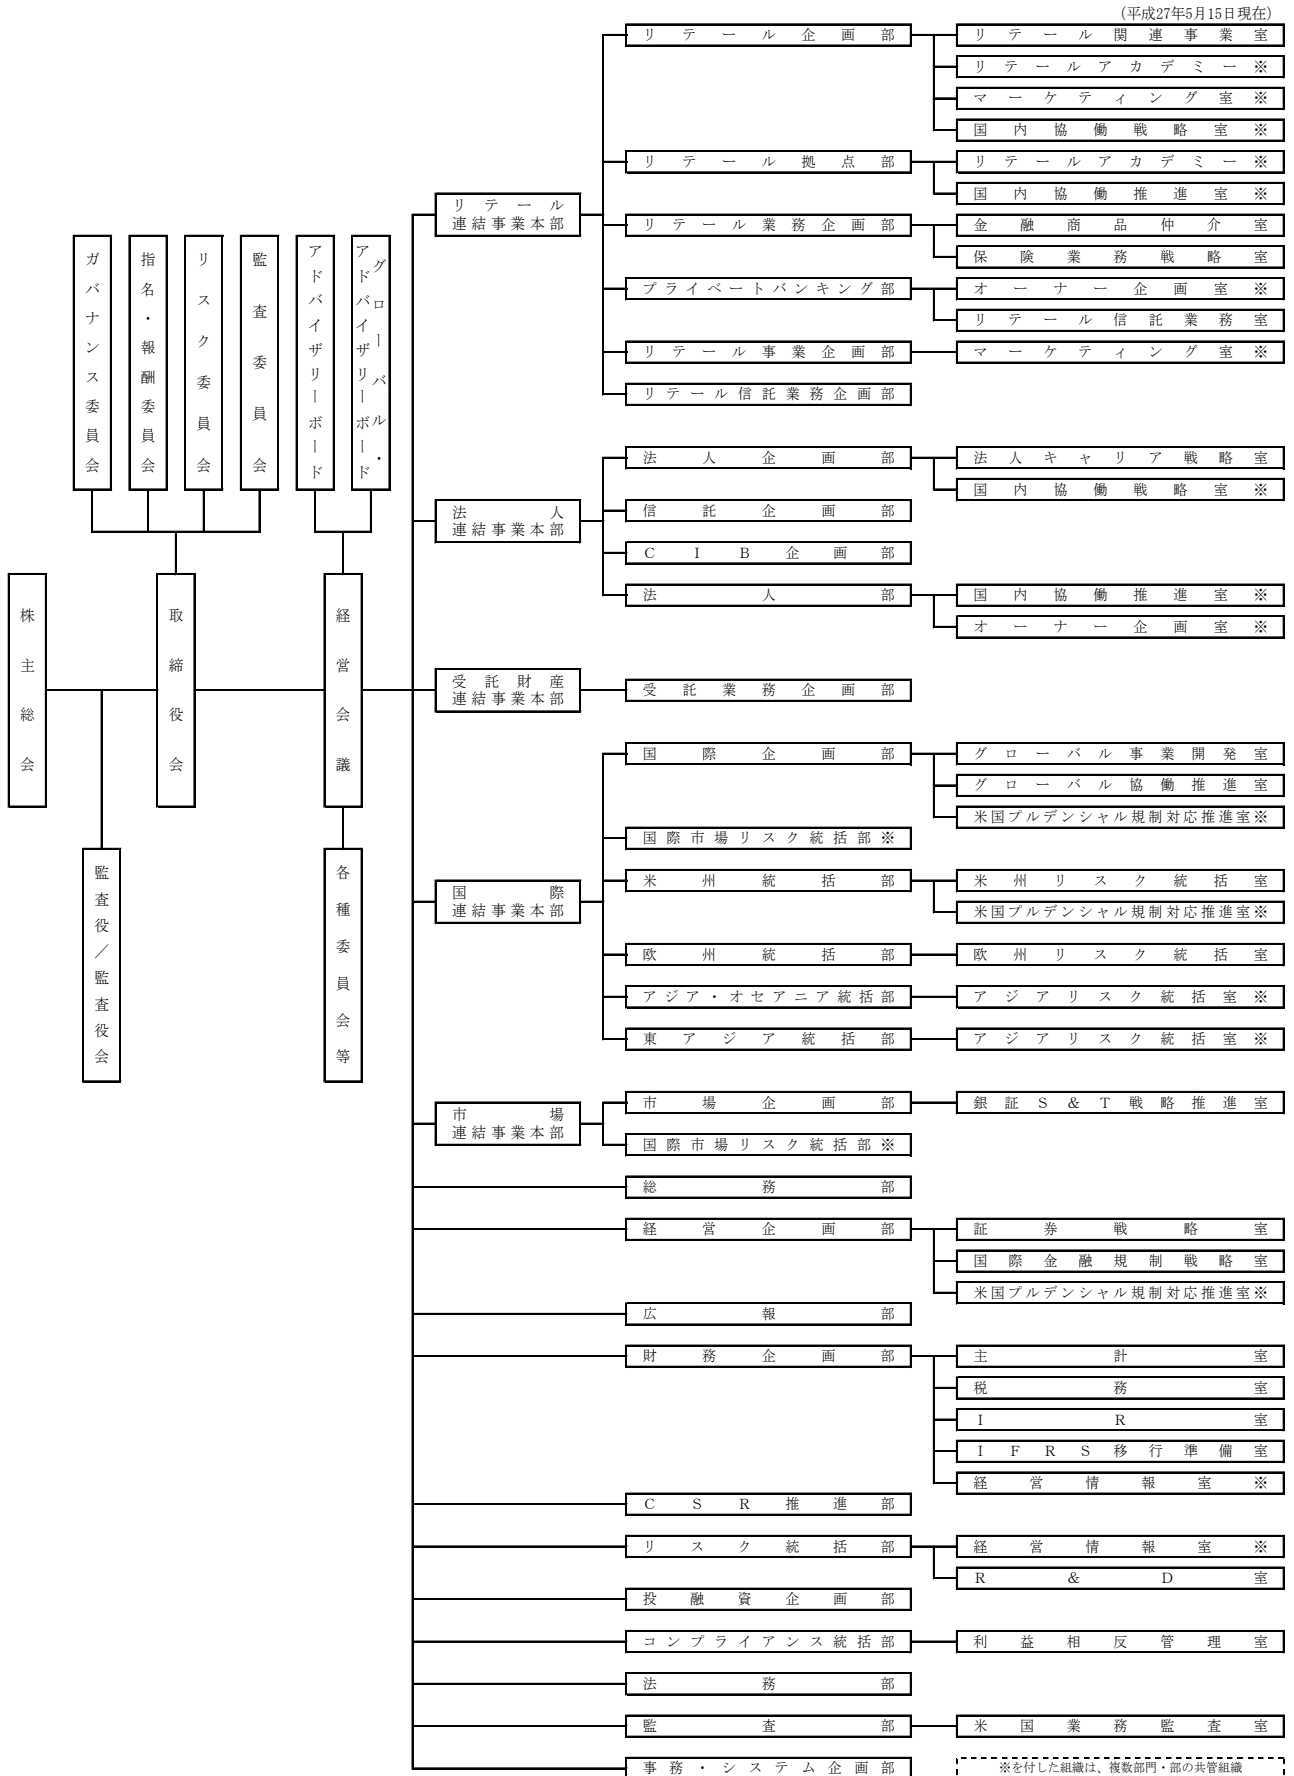 (平成27年5月15日現在)
リテール企画部
リテール関連事業室
リテールアカデミー※
マーケティング室※
国内協働戦略室※
リテール拠点部
リテールアカデミー※
国内協働推進室※
リテール
連結事業本部
リテール業務企画部
金融商品仲介室
保険業務戦略室
プライベートバンキング部
オーナー企画室※
リテール信託業務室
リテール事業企画部
マーケティング室※
リテール信託業務企画部
ガバナンス委員会
指名・報酬委員会
リスク委員会
監査委員会
アドバイザリーボード
グローバル・
アドバイザリーボード
法人企画部
法人キャリア戦略室
国内協働戦略室※
法人
連結事業本部
信託企画部
CIB企画部
法人部
国内協働推進室※
オーナー企画室※
株主総会
取締役会
経営会議
受託財産
連結事業本部
受託業務企画部
国際企画部
グローバル事業開発室
グローバル協働推進室
米国プルデンシャル規制対応推進室※
国際市場リスク統括部※
監査役/監査役会
各種委員会等
国際
連結事業本部
米州統括部
米州リスク統括室
米国プルデンシャル規制対応推進室※
欧州統括部
欧州リスク統括室
アジア・オセアニア統括部
アジアリスク統括室※
東アジア統括部
アジアリスク統括室※
市場
連結事業本部
市場企画部
銀証S&T戦略推進室
国際市場リスク統括部※
総務部
経営企画部
証券戦略室
国際金融規制戦略室
米国プルデンシャル規制対応推進室※
広報部
財務企画部
主計室
税務室
IR室
IFRS移行準備室
経営情報室※
CSR推進部
リスク統括部
経営情報室※
R&D室
投融資企画部
コンプライアンス統括部
利益相反管理室
法務部
監査部
米国業務監査室
事務・システム企画部
※を付した組織は、複数部門・部の共管組織